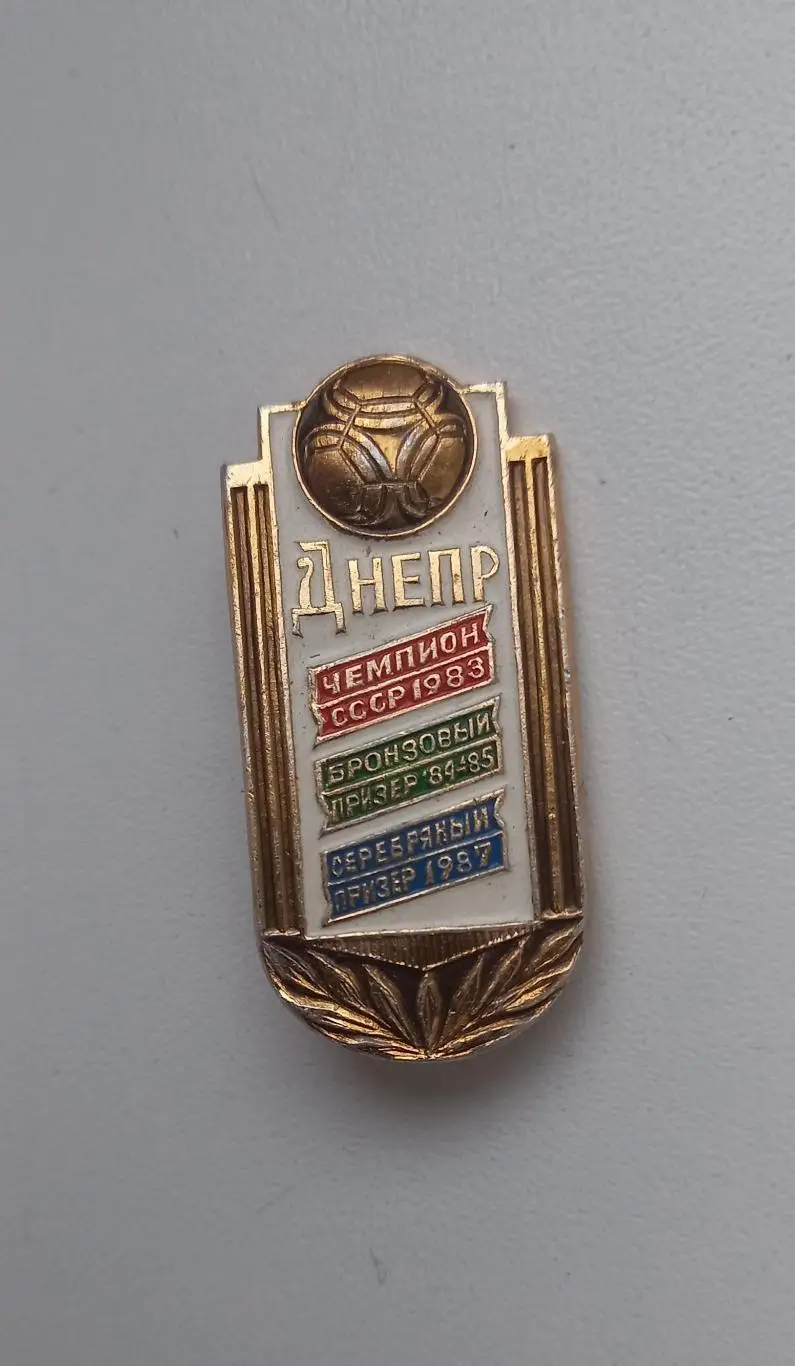 ДНЕПР
ЧЕМПИОН
СССР 1983
БРОНЗОВЫЙ
ПРИЗЕР '84-'85
СЕРЕБРЯНЫЙ
ПРИЗЕР 1987